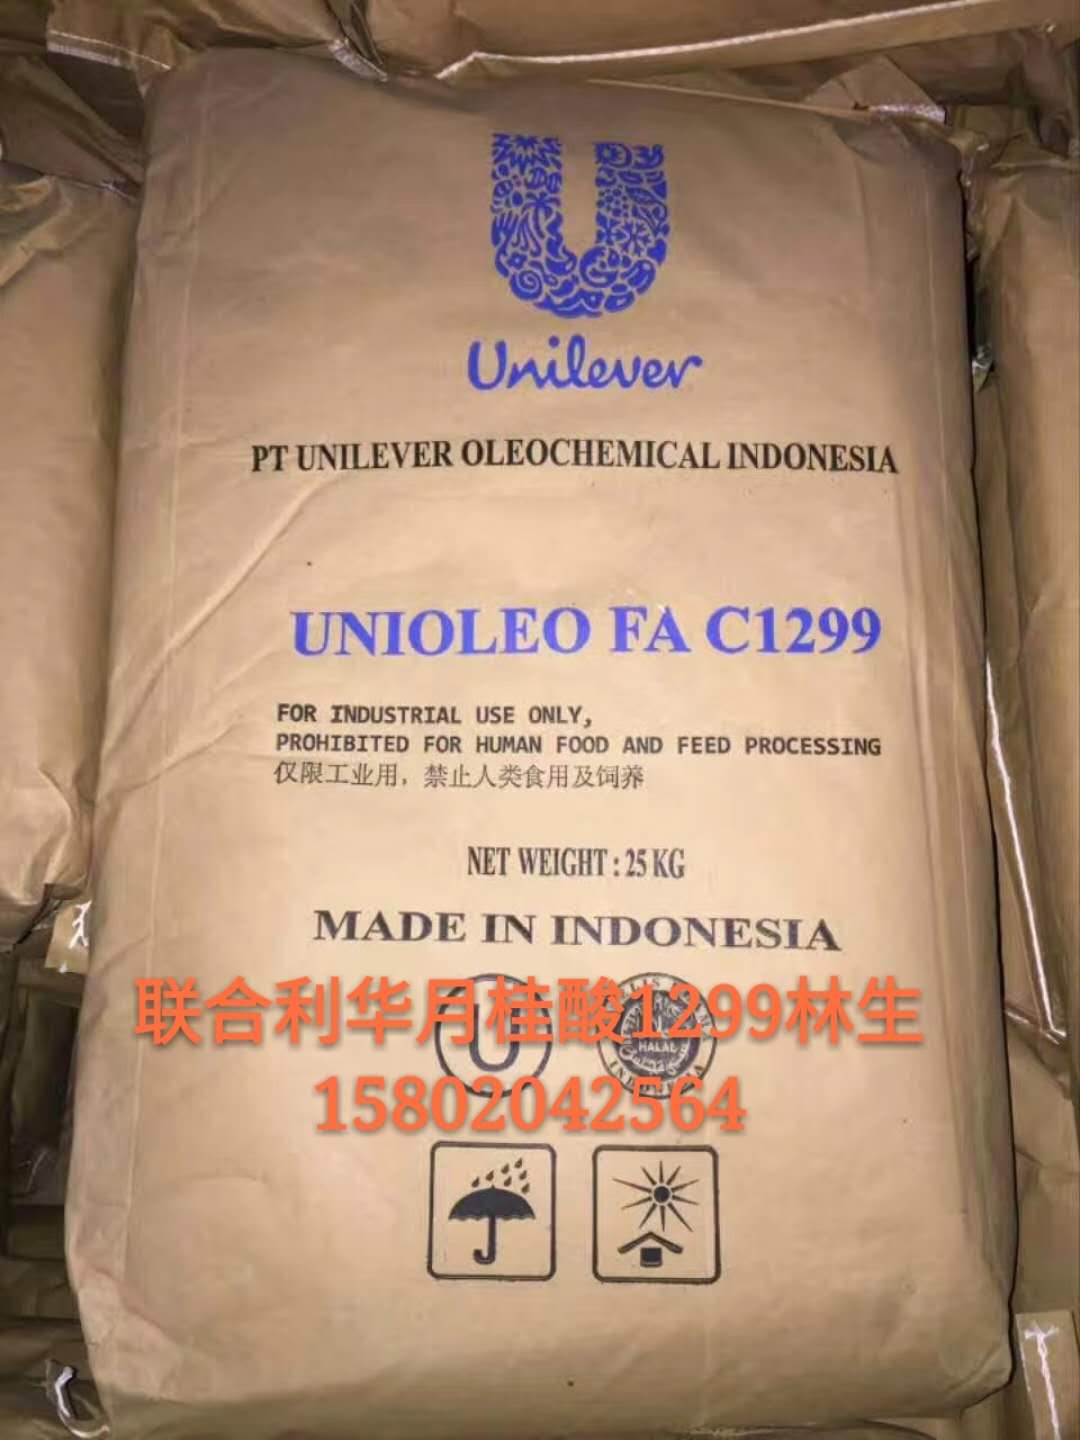 Unilever
PT UNILEVER OLEOCHEMICAL INDONESIA
UNIOLEO FA C1299
FOR INDUSTRIAL USE ONLY,
PROHIBITED FOR HUMAN FOOD AND FEED PROCESSING
仅限工业用，禁止人类食用及饲养
NET WEIGHT : 25 KG
MADE IN INDONESIA
联合利华月桂酸1299林生
U
HALAL
INDONESIA
15802042564